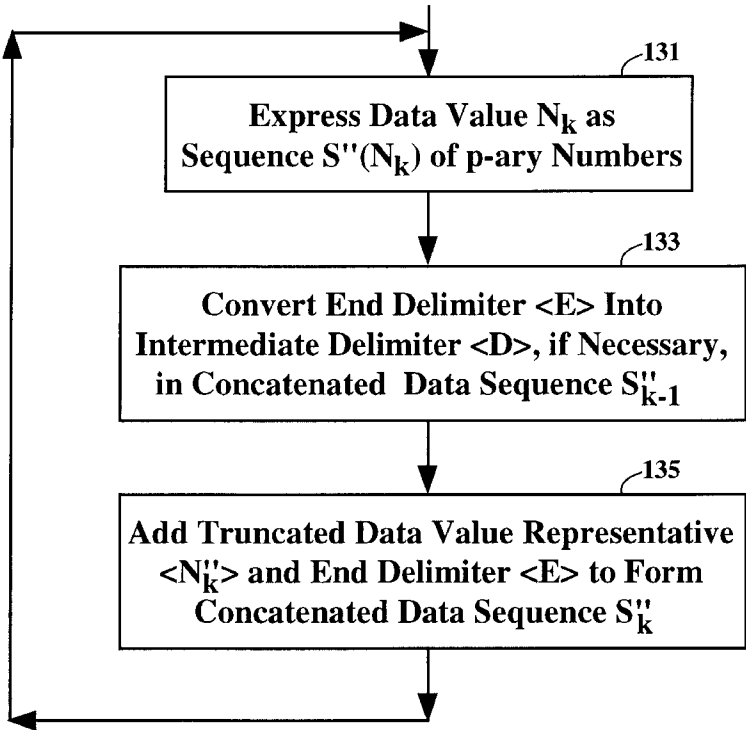 131
Express Data Value Nk as
Sequence S"(Nk) of p-ary Numbers
133
Convert End Delimiter <E> Into
Intermediate Delimiter <D>, if Necessary,
in Concatenated Data Sequence S"k-1
135
Add Truncated Data Value Representative
<N"k> and End Delimiter <E> to Form
Concatenated Data Sequence S"k